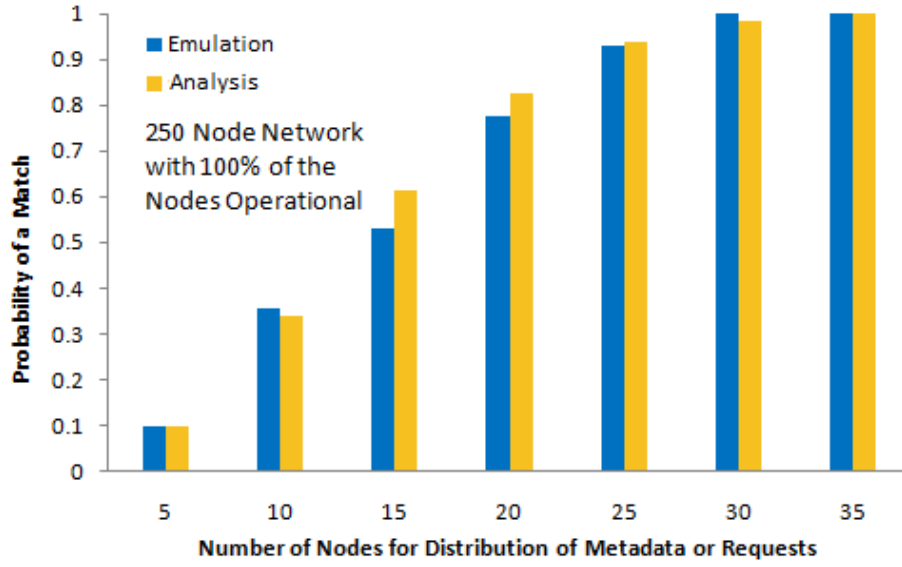 1
0.9
0.8
0.7
0.6
0.5
0.4
0.3
0.2
0.1
0
Probability of a Match
Emulation
Analysis
250 Node Network
with 100% of the
Nodes Operational
5 10 15 20 25 30 35
Number of Nodes for Distribution of Metadata or Requests